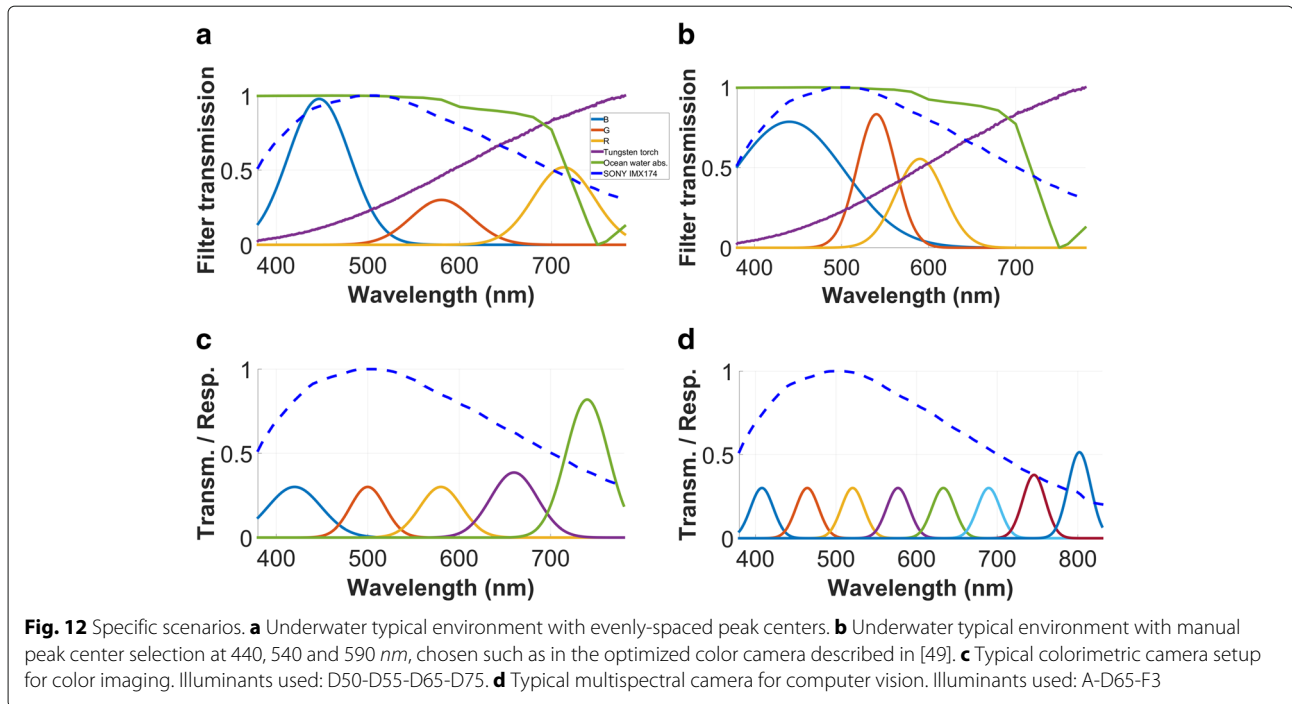 a
Filter transmission
1
0.5
0
400 500 600 700
Wavelength (nm)
B
G
R
Tungsten torch
Ocean water abs.
SONY IMX174
b
Filter transmission
1
0.5
0
400 500 600 700
Wavelength (nm)
c
Transm. / Resp.
1
0.5
0
400 500 600 700
Wavelength (nm)
d
Transm. / Resp.
1
0.5
0
400 500 600 700 800
Wavelength (nm)
Fig. 12 Specific scenarios. a Underwater typical environment with evenly-spaced peak centers. b Underwater typical environment with manual
peak center selection at 440, 540 and 590 nm, chosen such as in the optimized color camera described in [49]. c Typical colorimetric camera setup
for color imaging. Illuminants used: D50-D55-D65-D75. d Typical multispectral camera for computer vision. Illuminants used: A-D65-F3